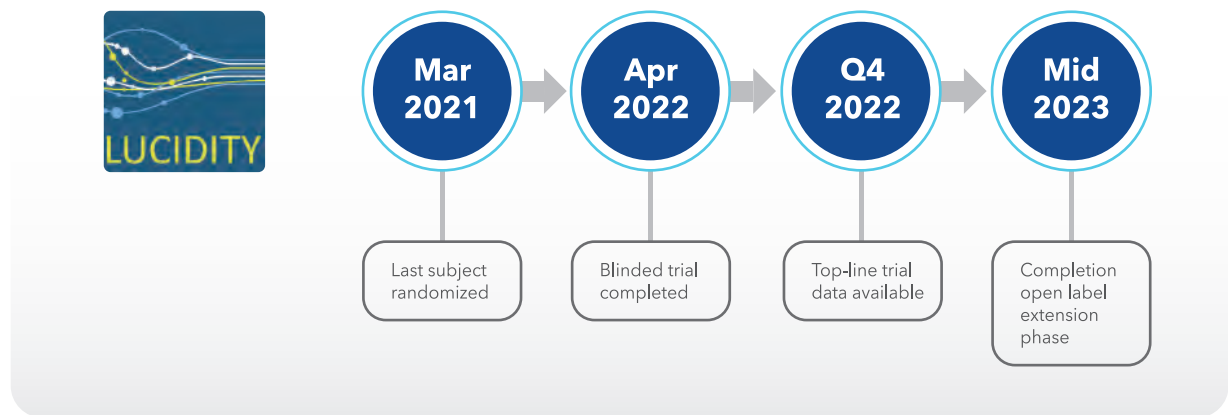 LUCIDITY
Mar
2021
Apr
2022
Q4
2022
Mid
2023
Last subject
randomized
Blinded trial
completed
Top-line trial
data available
Completion
open label
extension
phase